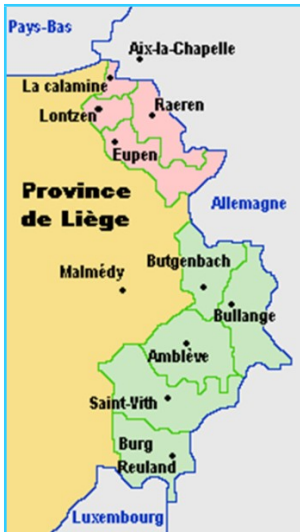 Pays-Bas
Aix-la-Chapelle
La calamine
Lontzen
Raeren
Eupen
Province
de Liège
Allemagne
Butgenbach
Malmédy
Bullange
Amblève
Saint-Vith
Burg
Reuland
Luxembourg